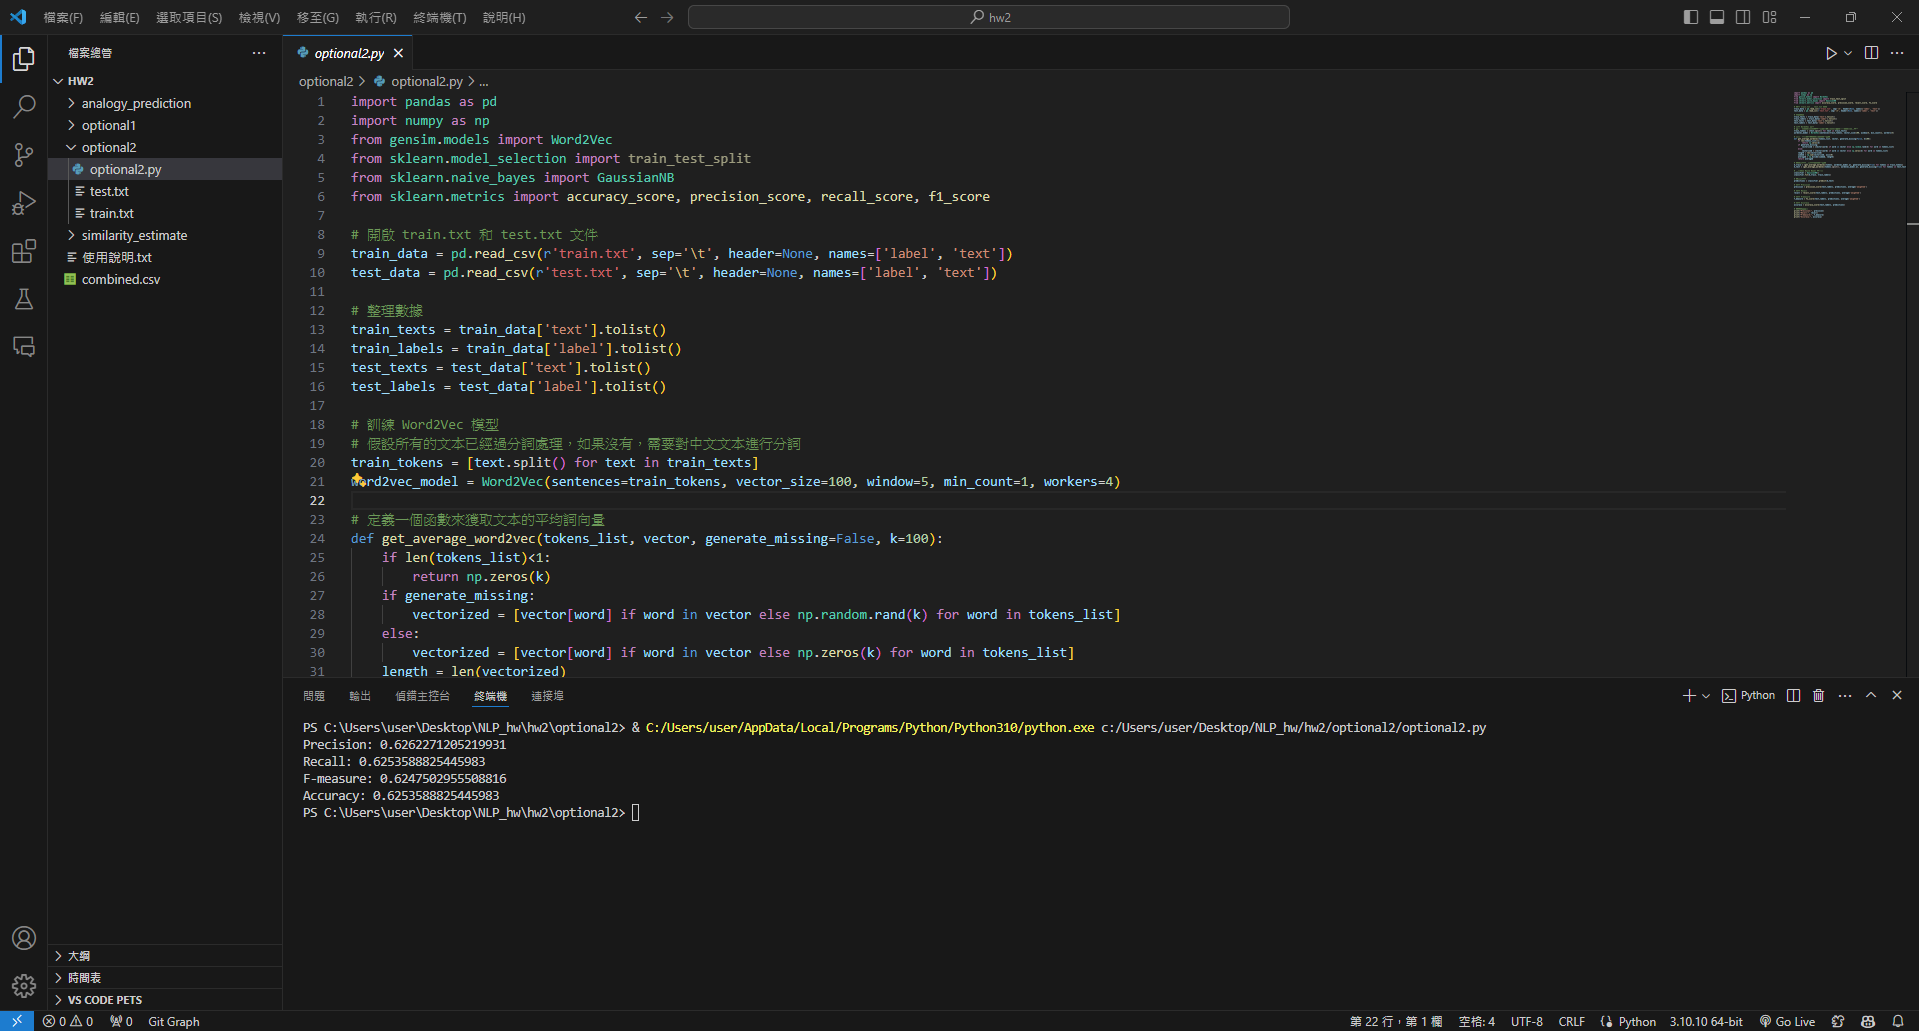 檔案(F) 編輯(E) 選取項目(S) 檢視(V) 移至(G) 執行(R) 終端機(T) 說明(H) hw2
檔案總管
HW2
analogy_prediction
optional1
optional2
optional2.py
test.txt
train.txt
similarity_estimate
使用說明.txt
combined.csv
大綱
時間表
VS CODE PETS
optional2.py
optional2 > optional2.py > ...
1 import pandas as pd
2 import numpy as np
3 from gensim.models import Word2Vec
4 from sklearn.model_selection import train_test_split
5 from sklearn.naive_bayes import GaussianNB
6 from sklearn.metrics import accuracy_score, precision_score, recall_score, f1_score
7
8 # 開啟 train.txt 和 test.txt 文件
9 train_data = pd.read_csv(r'train.txt', sep='\t', header=None, names=['label', 'text'])
10 test_data = pd.read_csv(r'test.txt', sep='\t', header=None, names=['label', 'text'])
11
12 # 整理數據
13 train_texts = train_data['text'].tolist()
14 train_labels = train_data['label'].tolist()
15 test_texts = test_data['text'].tolist()
16 test_labels = test_data['label'].tolist()
17
18 # 訓練 Word2Vec 模型
19 # 假設所有的文本已經過分詞處理，如果沒有，需要對中文文本進行分詞
20 train_tokens = [text.split() for text in train_texts]
21 word2vec_model = Word2Vec(sentences=train_tokens, vector_size=100, window=5, min_count=1, workers=4)
22
23 # 定義一個函數來獲取文本的平均詞向量
24 def get_average_word2vec(tokens_list, vector, generate_missing=False, k=100):
25 if len(tokens_list)<1:
26 return np.zeros(k)
27 if generate_missing:
28 vectorized = [vector[word] if word in vector else np.random.rand(k) for word in tokens_list]
29 else:
30 vectorized = [vector[word] if word in vector else np.zeros(k) for word in tokens_list]
31 length = len(vectorized)
問題 輸出 偵錯主控台 終端機 連接埠 Python
PS C:\Users\user\Desktop\NLP_hw\hw2\optional2> & C:/Users/user/AppData/Local/Programs/Python/Python310/python.exe c:/Users/user/Desktop/NLP_hw/hw2/optional2/optional2.py
Precision: 0.6262271205219931
Recall: 0.6253588825445983
F-measure: 0.6247502955508816
Accuracy: 0.6253588825445983
PS C:\Users\user\Desktop\NLP_hw\hw2\optional2>
0 0 0 Git Graph 第 22 行，第 1 欄 空格: 4 UTF-8 CRLF Python 3.10.10 64-bit Go Live